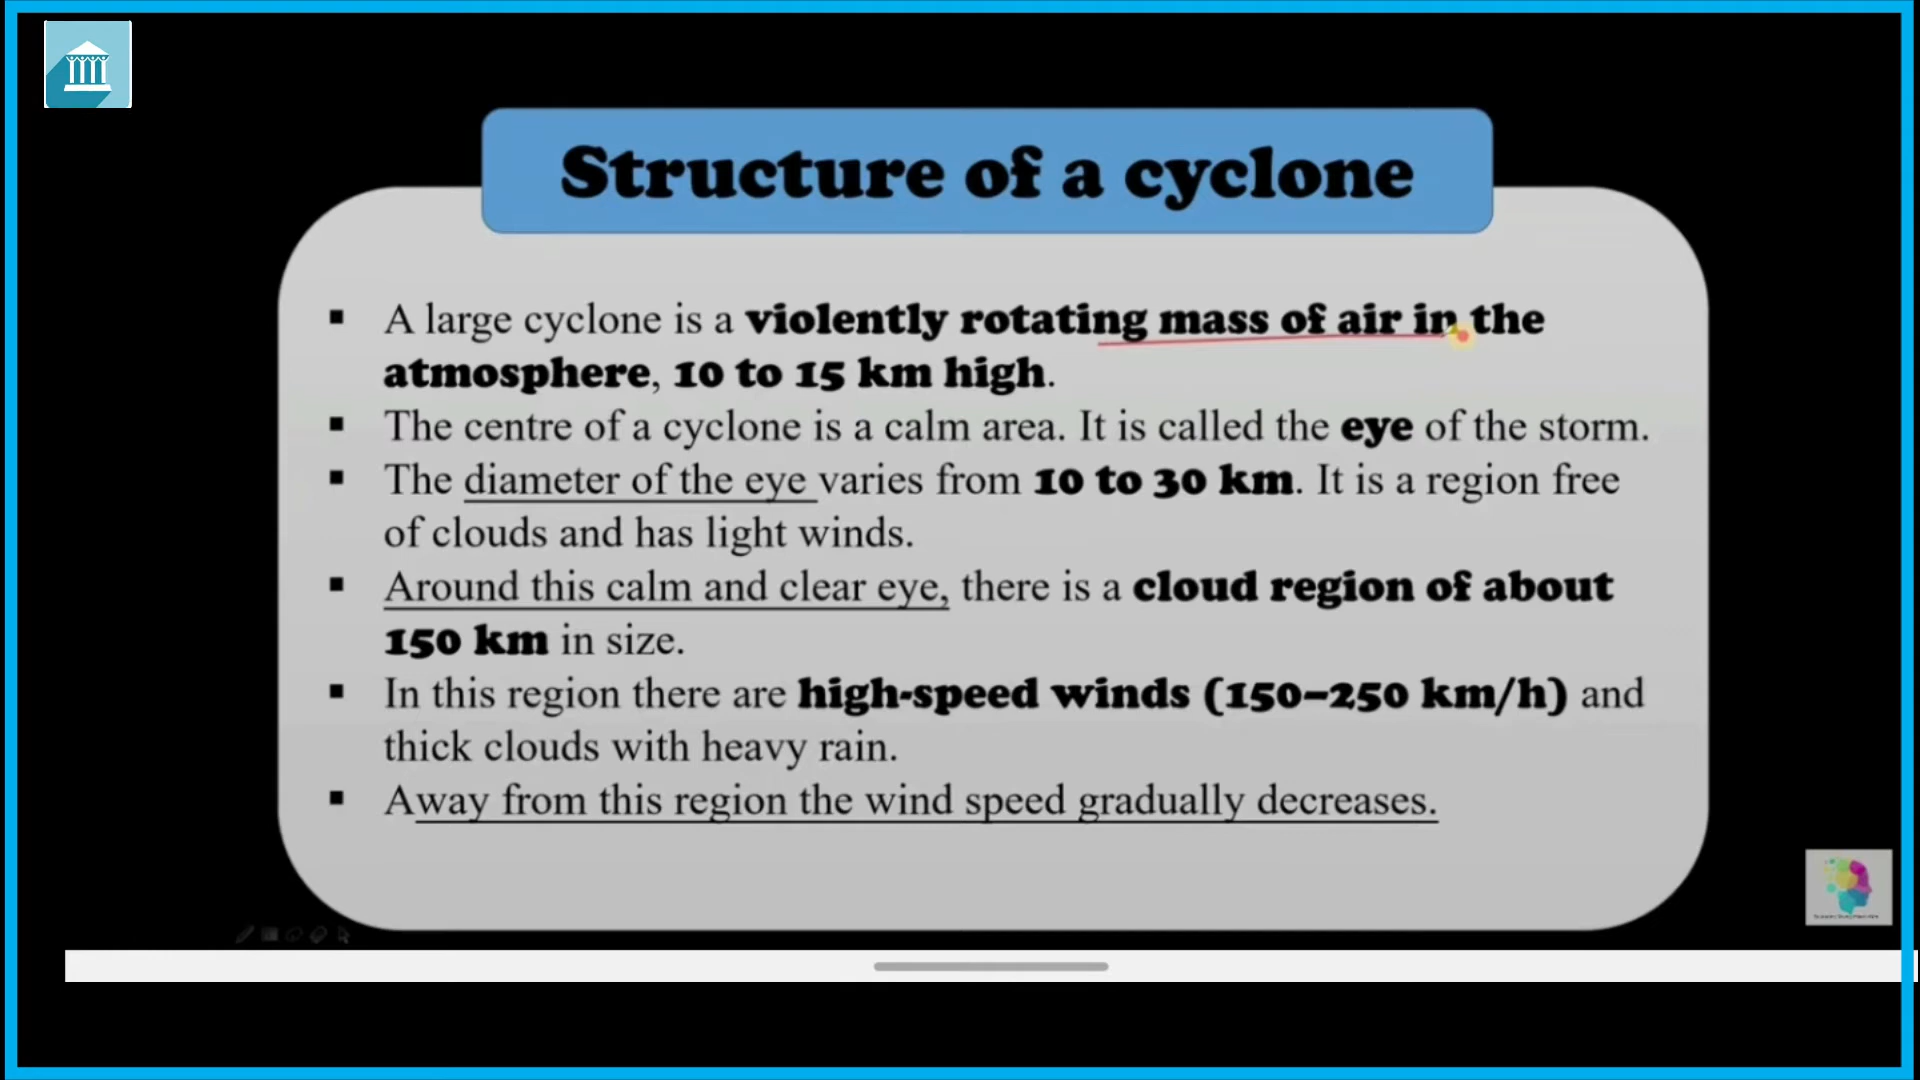 Structure of a cyclone
▪ A large cyclone is a violently rotating mass of air in the
atmosphere, 10 to 15 km high.
▪ The centre of a cyclone is a calm area. It is called the eye of the storm.
▪ The diameter of the eye varies from 10 to 30 km. It is a region free
of clouds and has light winds.
▪ Around this calm and clear eye, there is a cloud region of about
150 km in size.
▪ In this region there are high-speed winds (150–250 km/h) and
thick clouds with heavy rain.
▪ Away from this region the wind speed gradually decreases.